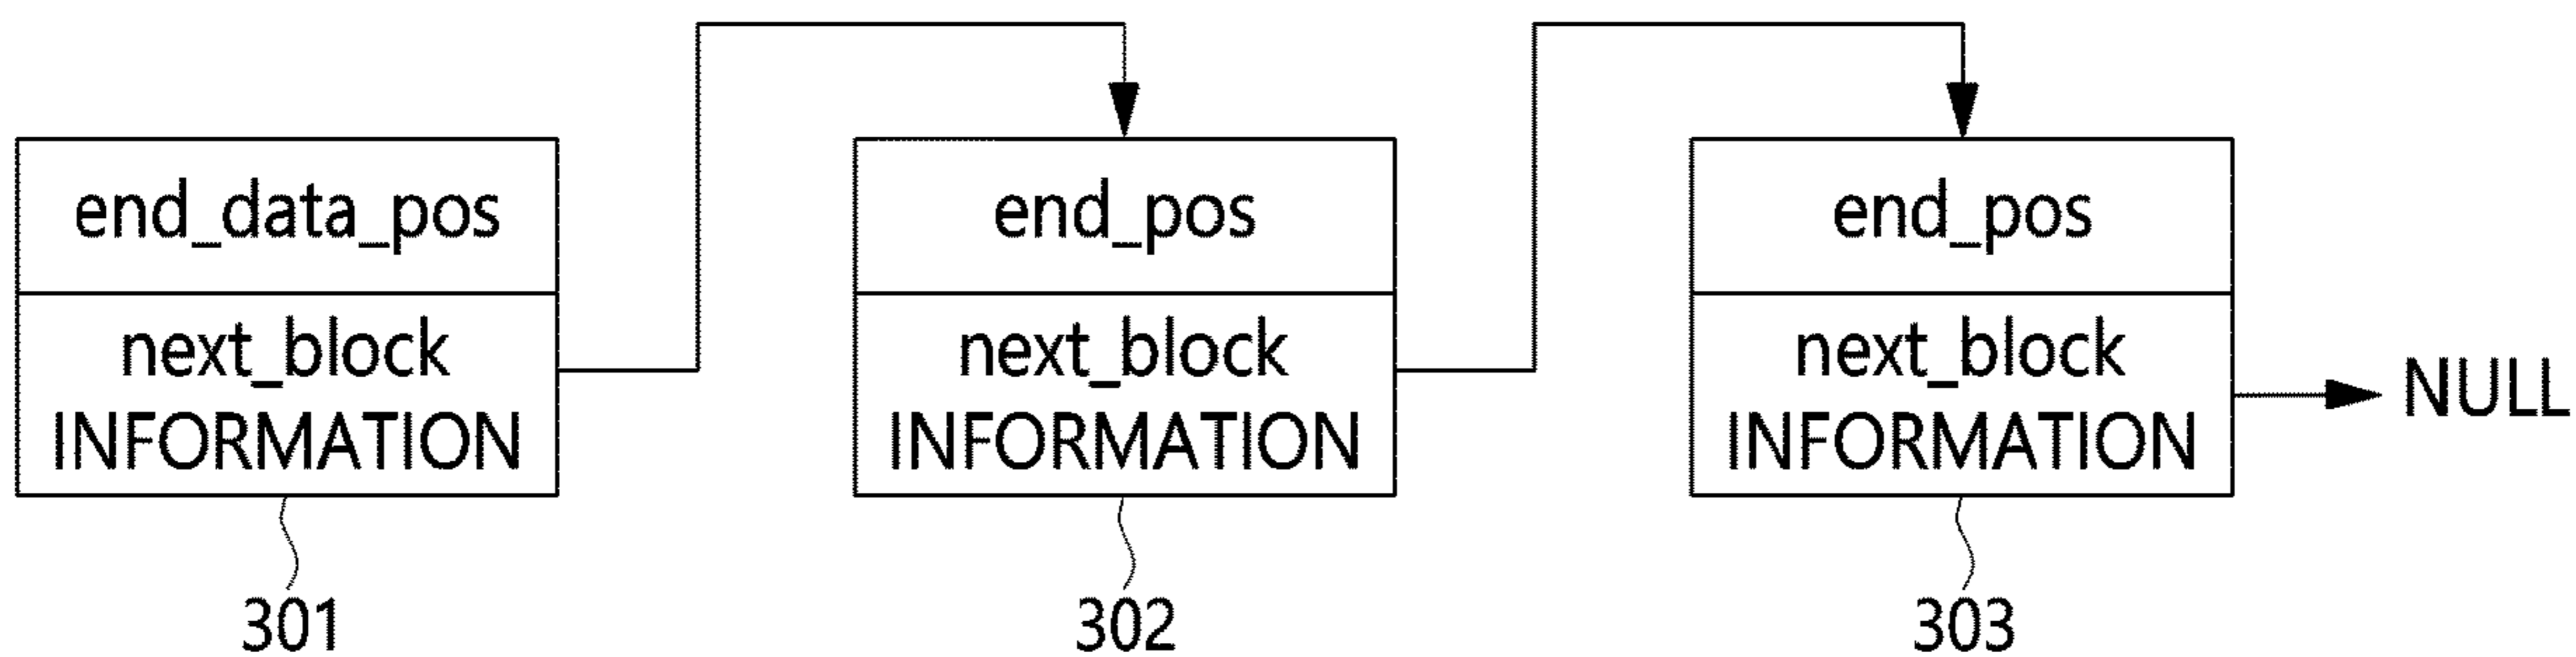 end_data_pos
next_block
INFORMATION
301
end_pos
next_block
INFORMATION
302
end_pos
next_block
INFORMATION
303
NULL